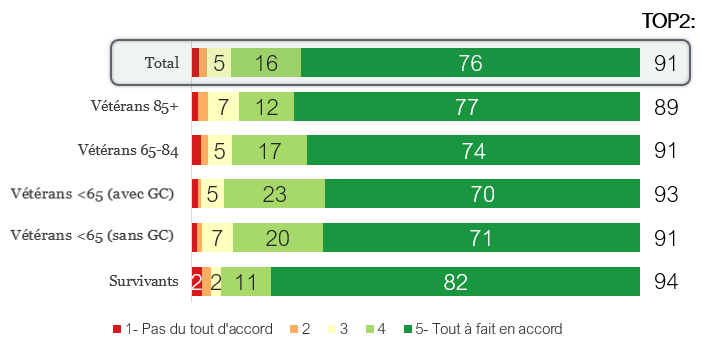 TOP2:
Total 5 16 76 91
Vétérans 85+ 7 12 77 89
Vétérans 65-84 5 17 74 91
Vétérans <65 (avec GC) 5 23 70 93
Vétérans <65 (sans GC) 7 20 71 91
Survivants 2 2 11 82 94
1- Pas du tout d'accord 2 3 4 5- Tout à fait en accord